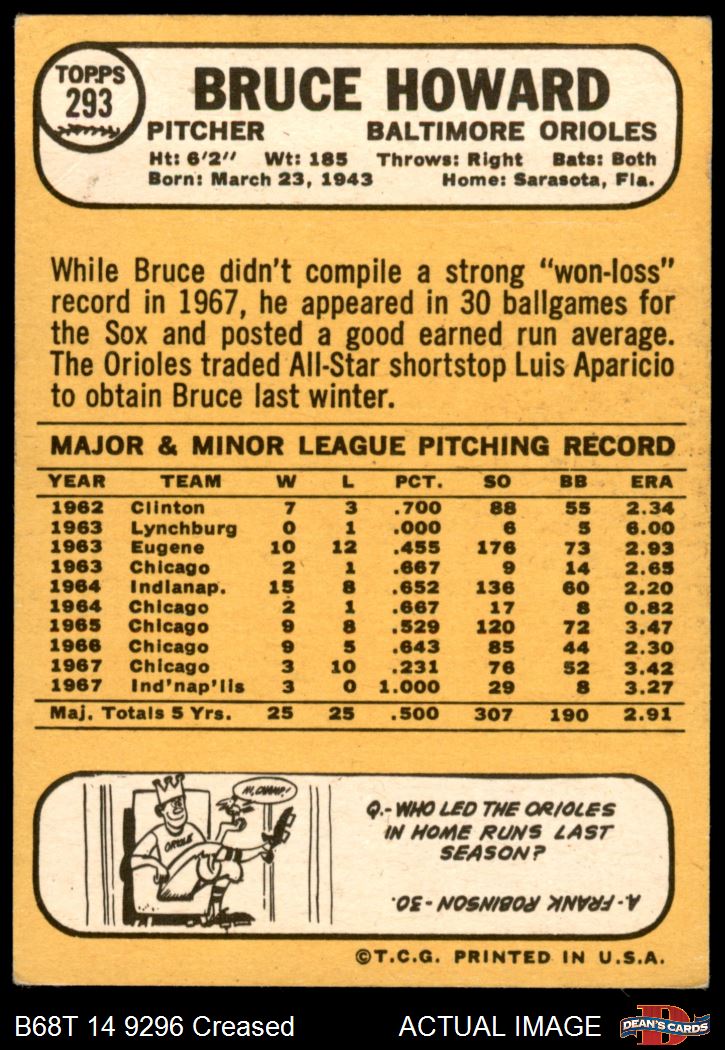 TOPPS
293
BRUCE HOWARD
PITCHER BALTIMORE ORIOLES
Ht: 6'2" Wt: 185 Throws: Right Bats: Both
Born: March 23, 1943 Home: Sarasota, Fla.
While Bruce didn't compile a strong "won-loss"
record in 1967, he appeared in 30 ballgames for
the Sox and posted a good earned run average.
The Orioles traded All-Star shortstop Luis Aparicio
to obtain Bruce last winter.
MAJOR & MINOR LEAGUE PITCHING RECORD
YEAR TEAM W L PCT. SO BB ERA
1962 Clinton 7 3 .700 88 55 2.34
1963 Lynchburg 0 1 .000 6 5 6.00
1963 Eugene 10 12 .455 176 73 2.93
1963 Chicago 2 1 .667 9 14 2.65
1964 Indianap. 15 8 .652 136 60 2.20
1964 Chicago 2 1 .667 17 8 0.82
1965 Chicago 9 8 .529 120 72 3.47
1966 Chicago 9 5 .643 85 44 2.30
1967 Chicago 3 10 .231 76 52 3.42
1967 Ind'nap'lis 3 0 1.000 29 8 3.27
Maj. Totals 5 Yrs. 25 25 .500 307 190 2.91
HI, CHAMP!
ORIOLE
Q.- WHO LED THE ORIOLES
IN HOME RUNS LAST
SEASON?
A- FRANK ROBINSON - 30.
©T.C.G. PRINTED IN U.S.A.
B68T 14 9296 Creased ACTUAL IMAGE
D
DEAN'S CARDS